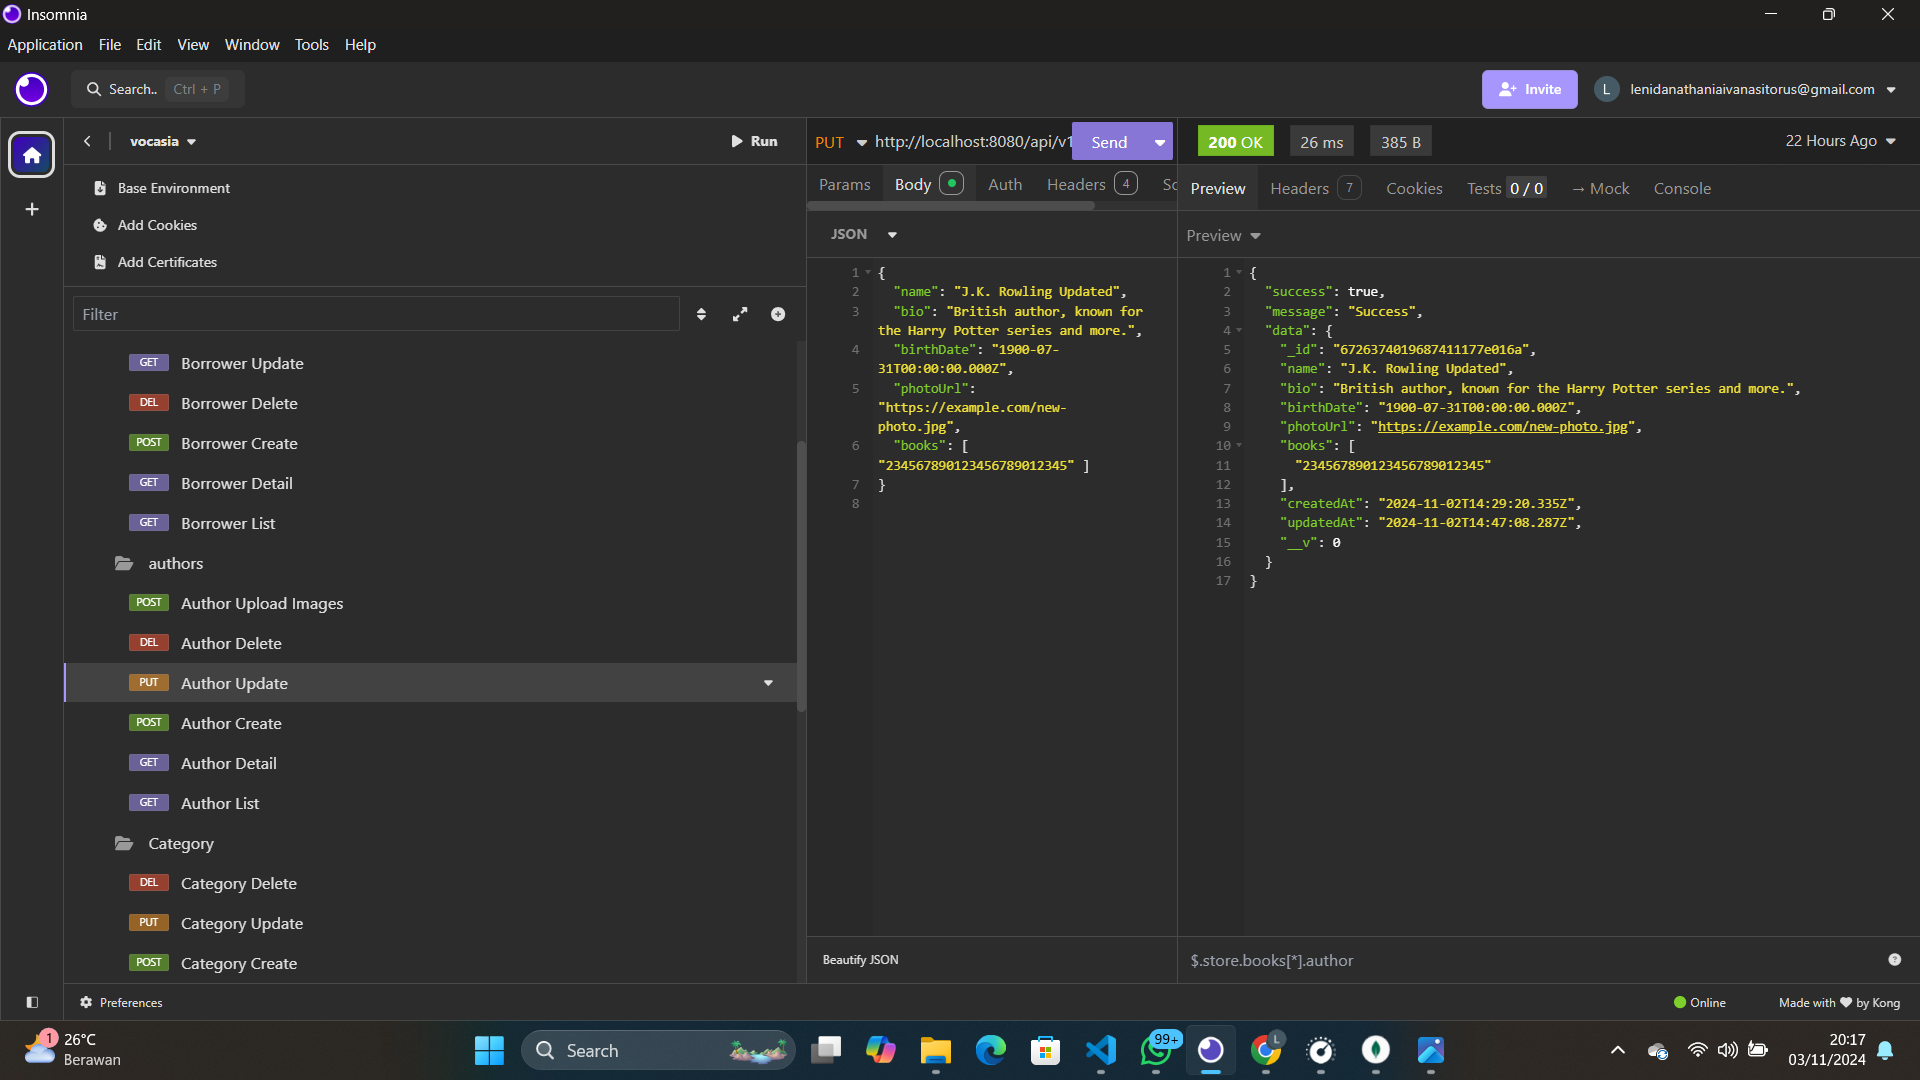 Insomnia
Application File Edit View Window Tools Help
Search.. Ctrl + P
Invite
L lenidanathaniaivanasitorus@gmail.com
vocasia
Run
Base Environment
Add Cookies
Add Certificates
Filter
GET Borrower Update
DEL Borrower Delete
POST Borrower Create
GET Borrower Detail
GET Borrower List
authors
POST Author Upload Images
DEL Author Delete
PUT Author Update
POST Author Create
GET Author Detail
GET Author List
Category
DEL Category Delete
PUT Category Update
POST Category Create
Preferences
PUT http://localhost:8080/api/v1 Send
Params Body Auth Headers 4 Sc
JSON
1 {
2 "name": "J.K. Rowling Updated",
3 "bio": "British author, known for
the Harry Potter series and more.",
4 "birthDate": "1900-07-
31T00:00:00.000Z",
5 "photoUrl":
"https://example.com/new-
photo.jpg",
6 "books": [
"234567890123456789012345" ]
7 }
8
Beautify JSON
200 OK 26 ms 385 B 22 Hours Ago
Preview Headers 7 Cookies Tests 0 / 0 → Mock Console
Preview
1 {
2 "success": true,
3 "message": "Success",
4 "data": {
5 "_id": "6726374019687411177e016a",
6 "name": "J.K. Rowling Updated",
7 "bio": "British author, known for the Harry Potter series and more.",
8 "birthDate": "1900-07-31T00:00:00.000Z",
9 "photoUrl": "https://example.com/new-photo.jpg",
10 "books": [
11 "234567890123456789012345"
12 ],
13 "createdAt": "2024-11-02T14:29:20.335Z",
14 "updatedAt": "2024-11-02T14:47:08.287Z",
15 "__v": 0
16 }
17 }
$.store.books[*].author
Online
Made with ❤ by Kong
1 26°C
Berawan
Search
99+
L
20:17
03/11/2024